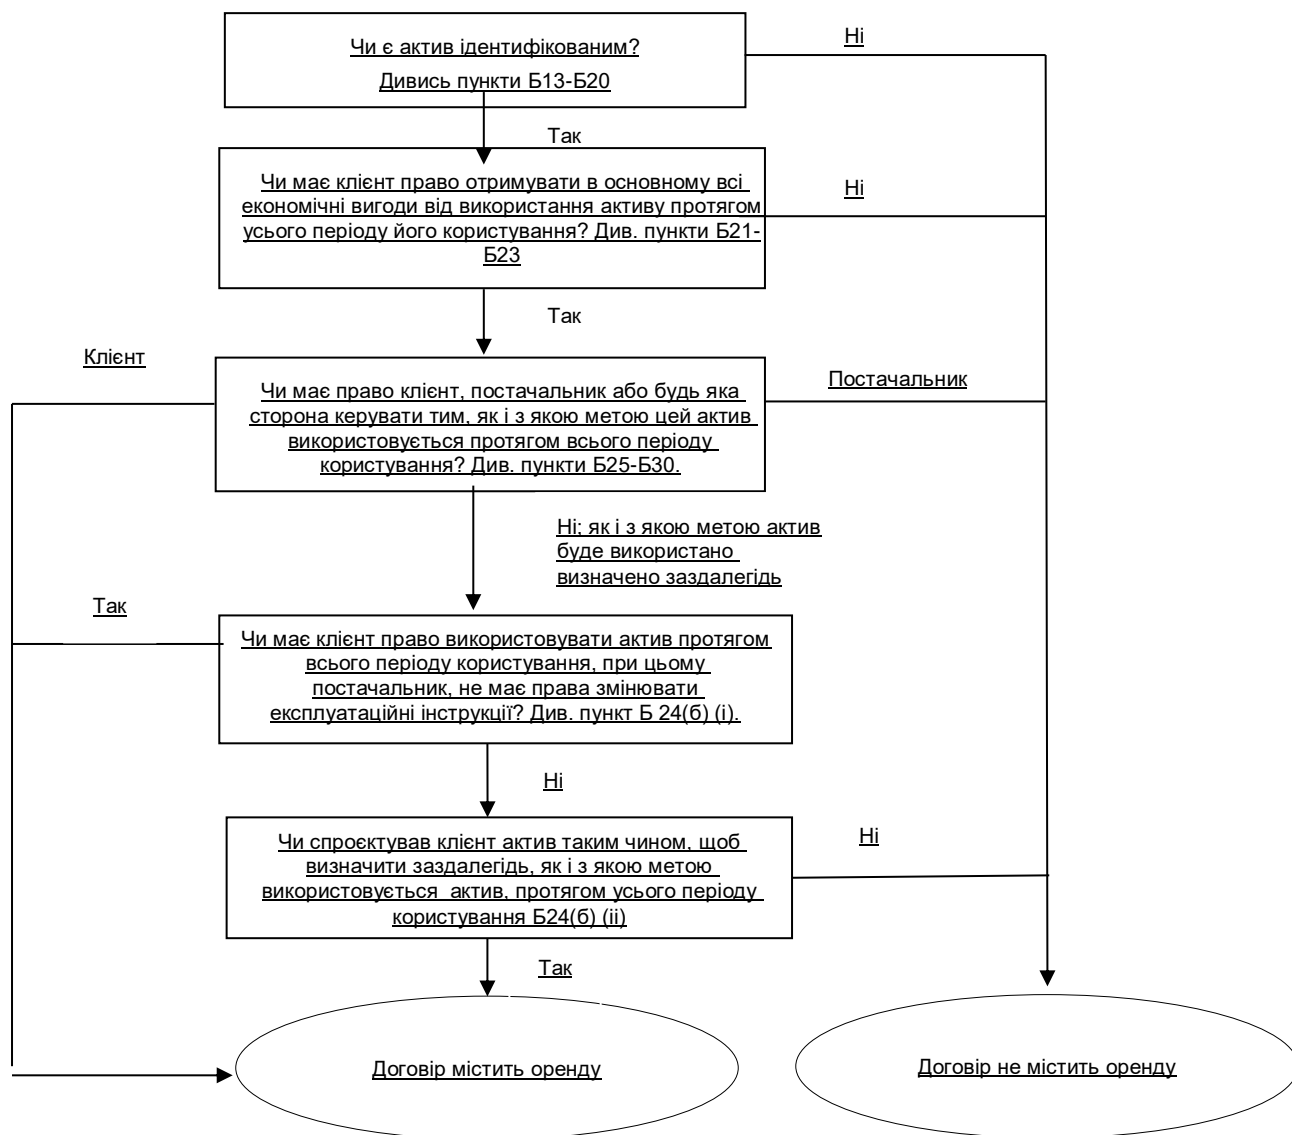 Чи є актив ідентифікованим?
Дивись пункти Б13-Б20
Ні
Так
Чи має клієнт право отримувати в основному всі
економічні вигоди від використання активу протягом
усього періоду його користування? Див. пункти Б21-
Б23
Ні
Так
Клієнт
Чи має право клієнт, постачальник або будь яка
сторона керувати тим, як і з якою метою цей актив
використовується протягом всього періоду
користування? Див. пункти Б25-Б30.
Постачальник
Ні; як і з якою метою актив
буде використано
визначено заздалегідь
Так
Чи має клієнт право використовувати актив протягом
всього періоду користування, при цьому
постачальник, не має права змінювати
експлуатаційні інструкції? Див. пункт Б 24(б) (i).
Ні
Чи спроєктував клієнт актив таким чином, щоб
визначити заздалегідь, як і з якою метою
використовується актив, протягом усього періоду
користування Б24(б) (ii)
Ні
Так
Договір містить оренду
Договір не містить оренду